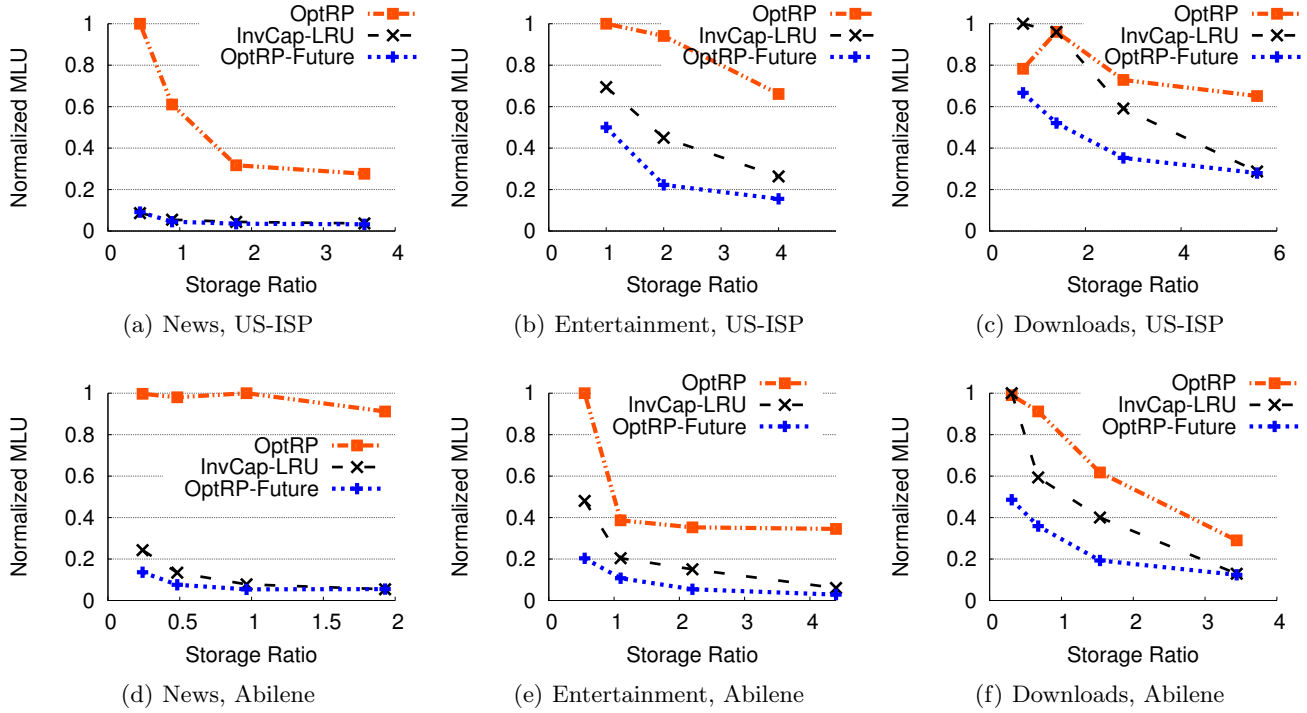 OptRP
InvCap-LRU
OptRP-Future
1
0.8
0.6
0.4
0.2
0
Normalized MLU
0 1 2 3 4
Storage Ratio
(a) News, US-ISP
OptRP
InvCap-LRU
OptRP-Future
1
0.8
0.6
0.4
0.2
0
Normalized MLU
0 1 2 3 4
Storage Ratio
(b) Entertainment, US-ISP
OptRP
InvCap-LRU
OptRP-Future
1
0.8
0.6
0.4
0.2
0
Normalized MLU
0 2 4 6
Storage Ratio
(c) Downloads, US-ISP
OptRP
InvCap-LRU
OptRP-Future
1
0.8
0.6
0.4
0.2
0
Normalized MLU
0 0.5 1 1.5 2
Storage Ratio
(d) News, Abilene
OptRP
InvCap-LRU
OptRP-Future
1
0.8
0.6
0.4
0.2
0
Normalized MLU
0 1 2 3 4
Storage Ratio
(e) Entertainment, Abilene
OptRP
InvCap-LRU
OptRP-Future
1
0.8
0.6
0.4
0.2
0
Normalized MLU
0 1 2 3 4
Storage Ratio
(f) Downloads, Abilene